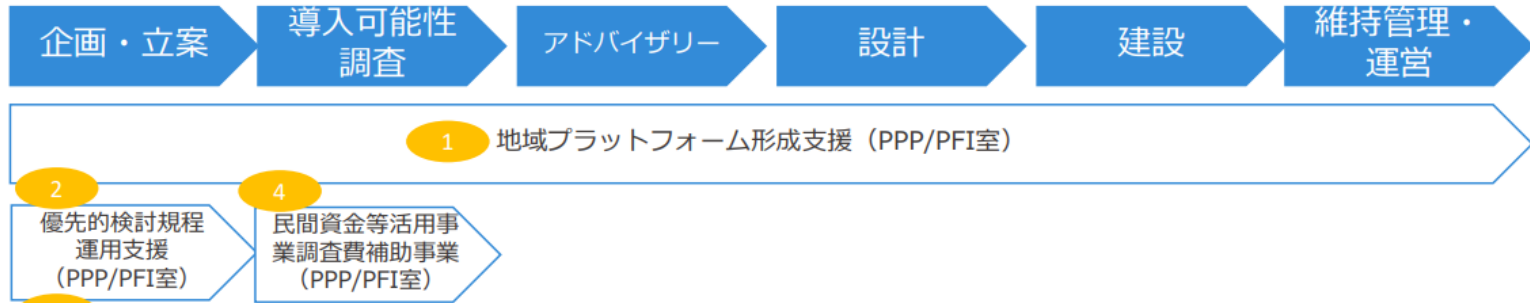 企画・立案
導入可能性
調査
アドバイザリー
設計
建設
維持管理・
運営
1
地域プラットフォーム形成支援（PPP/PFI室）
2
優先的検討規程
運用支援
（PPP/PFI室）
4
民間資金等活用事
業調査費補助事業
（PPP/PFI室）